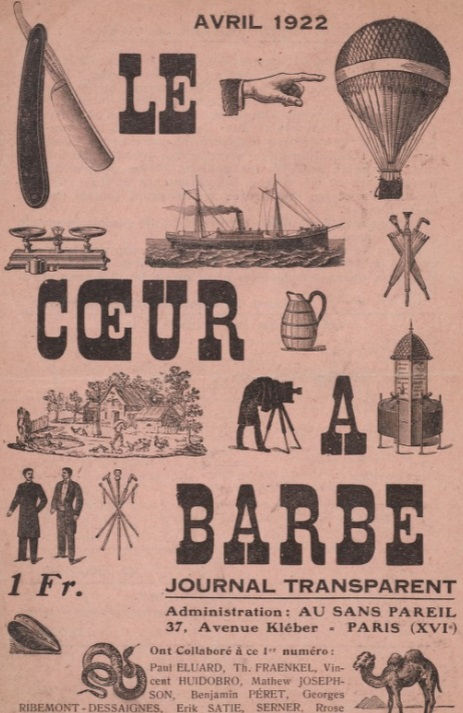 AVRIL 1922
LE
CŒUR
A
BARBE
1 Fr.
JOURNAL TRANSPARENT
Administration : AU SANS PAREIL
37, Avenue Kléber - PARIS (XVIᵉ)
Ont Collaboré à ce 1ᵉʳ numéro :
Paul ELUARD, Th. FRAENKEL, Vin-
cent HUIDOBRO, Mathew JOSEPH-
SON, Benjamin PÉRET, Georges
RIBEMONT-DESSAIGNES, Erik SATIE, SERNER, Rrose